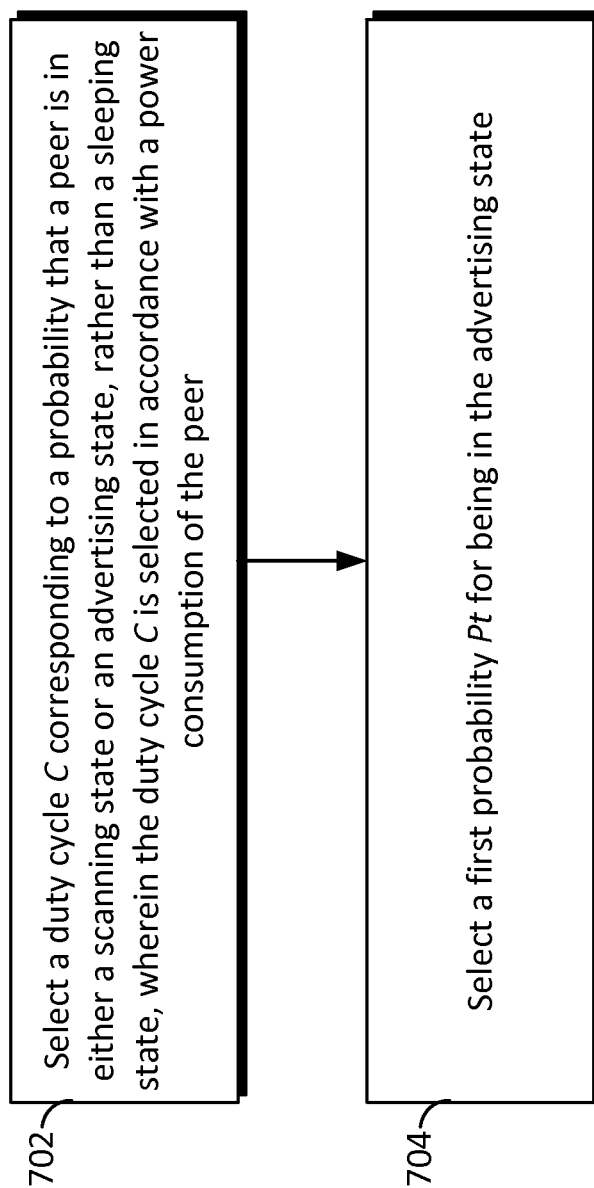 702
Select a duty cycle C corresponding to a probability that a peer is in
either a scanning state or an advertising state, rather than a sleeping
state, wherein the duty cycle C is selected in accordance with a power
consumption of the peer
704
Select a first probability Pt for being in the advertising state